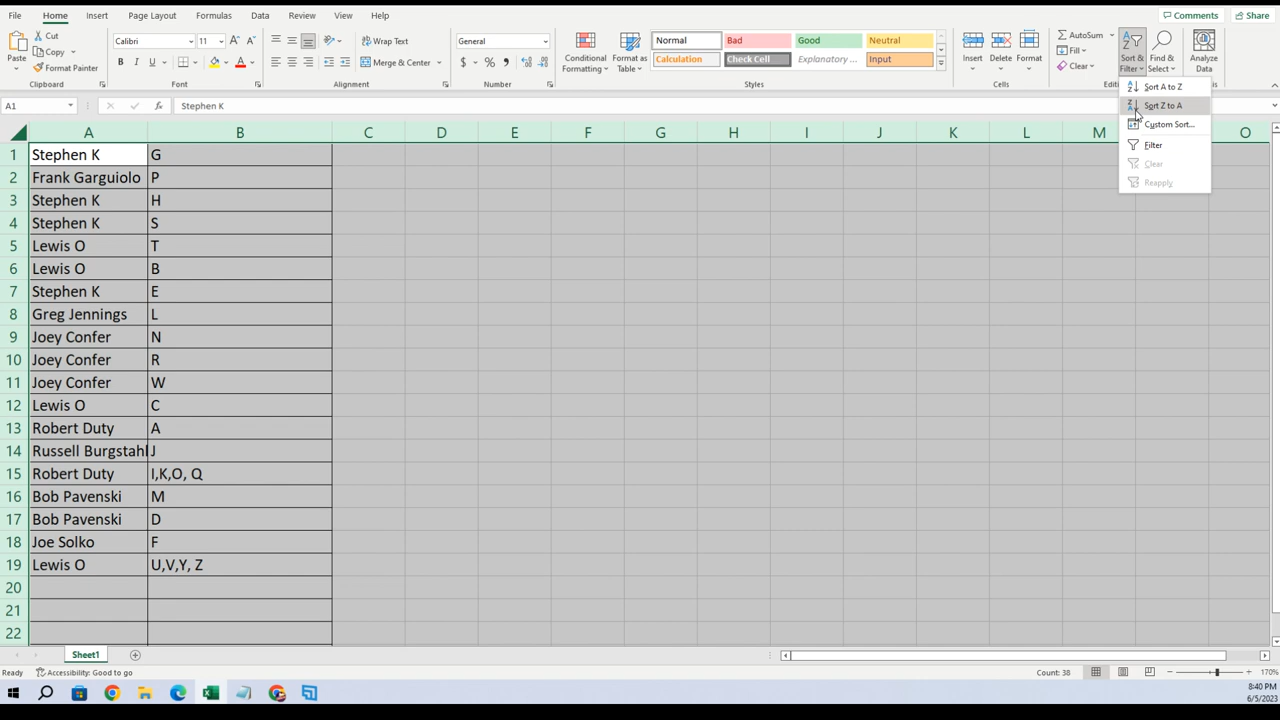 File Home Insert Page Layout Formulas Data Review View Help Comments Share
Paste Cut Copy Format Painter Clipboard
Calibri 11 A A B I U A Font
Wrap Text Merge & Center Alignment
General $ % , Number
Conditional Formatting Format as Table
Normal Bad Good Neutral
Calculation Check Cell Explanatory ... Input
Styles
Insert Delete Format Cells
AutoSum Fill Clear Sort & Filter Find & Select Editi
Analyze Data
Sort A to Z
Sort Z to A
Custom Sort...
Filter
Clear
Reapply
A1 fx Stephen K
A B C D E F G H I J K L M O
1 Stephen K G
2 Frank Garguiolo P
3 Stephen K H
4 Stephen K S
5 Lewis O T
6 Lewis O B
7 Stephen K E
8 Greg Jennings L
9 Joey Confer N
10 Joey Confer R
11 Joey Confer W
12 Lewis O C
13 Robert Duty A
14 Russell Burgstahl J
15 Robert Duty I,K,O, Q
16 Bob Pavenski M
17 Bob Pavenski D
18 Joe Solko F
19 Lewis O U,V,Y, Z
20
21
22
Sheet1
Ready Accessibility: Good to go Count: 38 170%
8:40 PM
6/5/2023